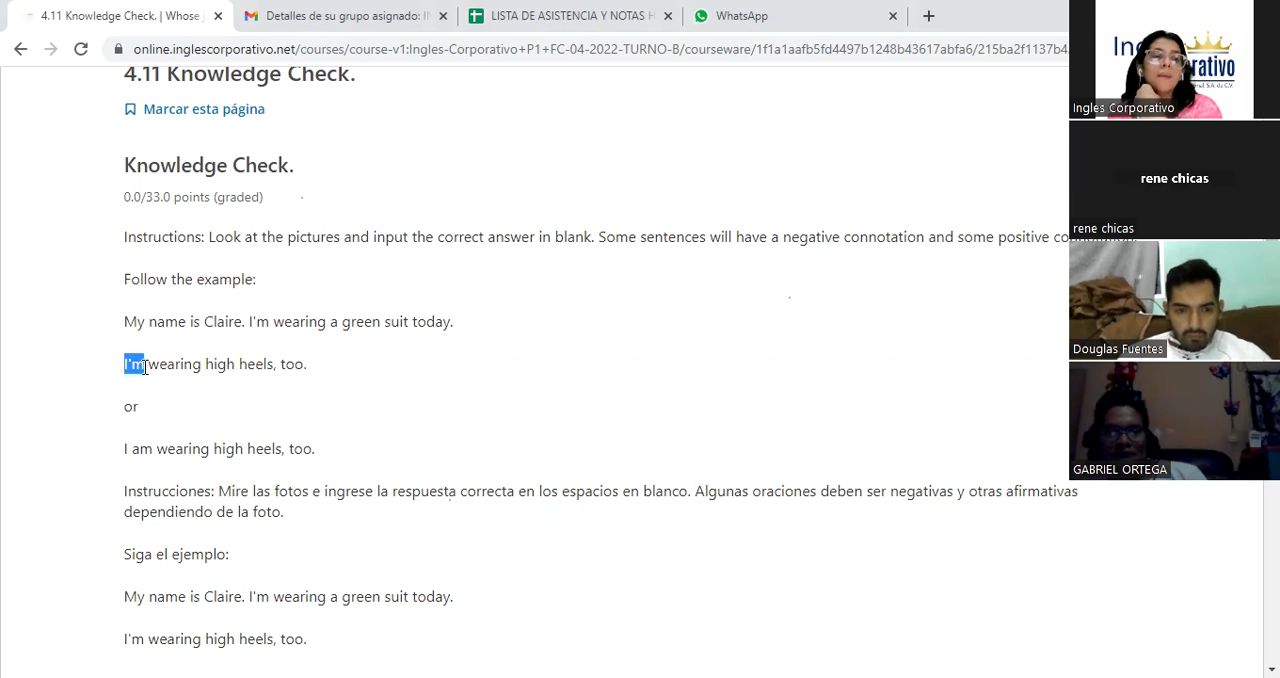 4.11 Knowledge Check. | Whose
Detalles de su grupo asignado:
LISTA DE ASISTENCIA Y NOTAS
WhatsApp
online.inglescorporativo.net/courses/course-v1:Ingles-Corporativo+P1+FC-04-2022-TURNO-B/courseware/1f1a1aafb5fd4497b1248b43617abfa6/215ba2f1137b4
4.11 Knowledge Check.
Marcar esta página
Knowledge Check.
0.0/33.0 points (graded)
Instructions: Look at the pictures and input the correct answer in blank. Some sentences will have a negative connotation and some positive
Follow the example:
My name is Claire. I'm wearing a green suit today.
I'm wearing high heels, too.
or
I am wearing high heels, too.
Instrucciones: Mire las fotos e ingrese la respuesta correcta en los espacios en blanco. Algunas oraciones deben ser negativas y otras afirmativas
dependiendo de la foto.
Siga el ejemplo:
My name is Claire. I'm wearing a green suit today.
I'm wearing high heels, too.
Ingles Corporativo
rene chicas
rene chicas
Douglas Fuentes
GABRIEL ORTEGA